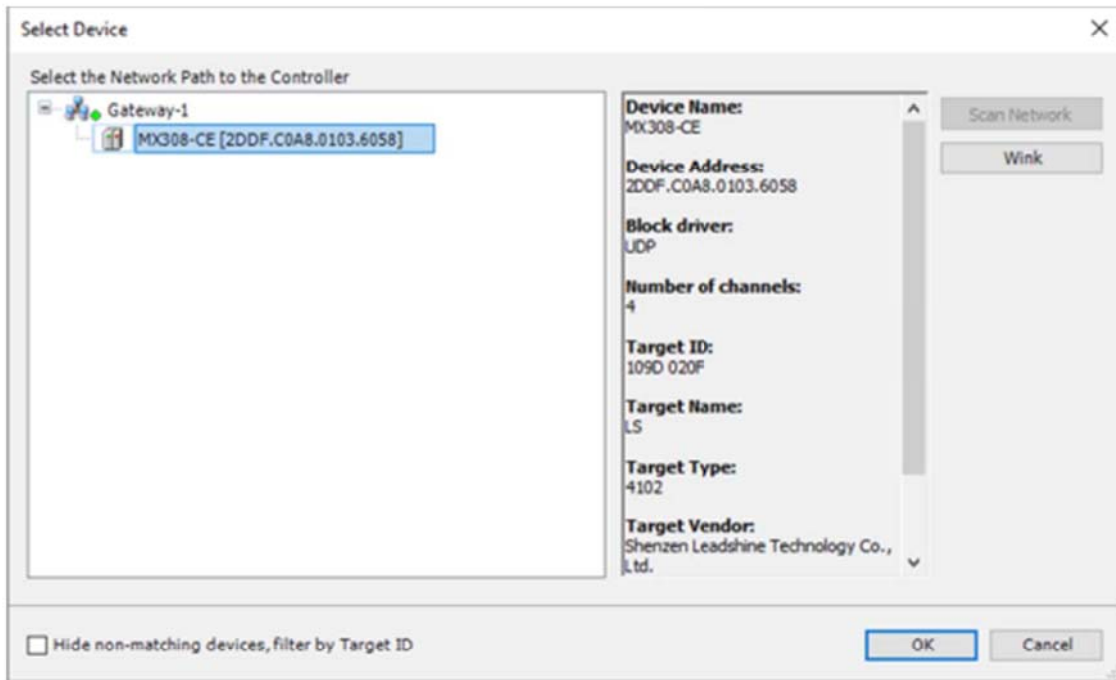 Select Device
Select the Network Path to the Controller
Gateway-1
MX308-CE [2DDF.C0A8.0103.6058]
Device Name:
MX308-CE
Device Address:
2DDF.C0A8.0103.6058
Block driver:
UDP
Number of channels:
4
Target ID:
109D 020F
Target Name:
LS
Target Type:
4102
Target Vendor:
Shenzen Leadshine Technology Co.,
Ltd.
Scan Network
Wink
Hide non-matching devices, filter by Target ID
OK
Cancel